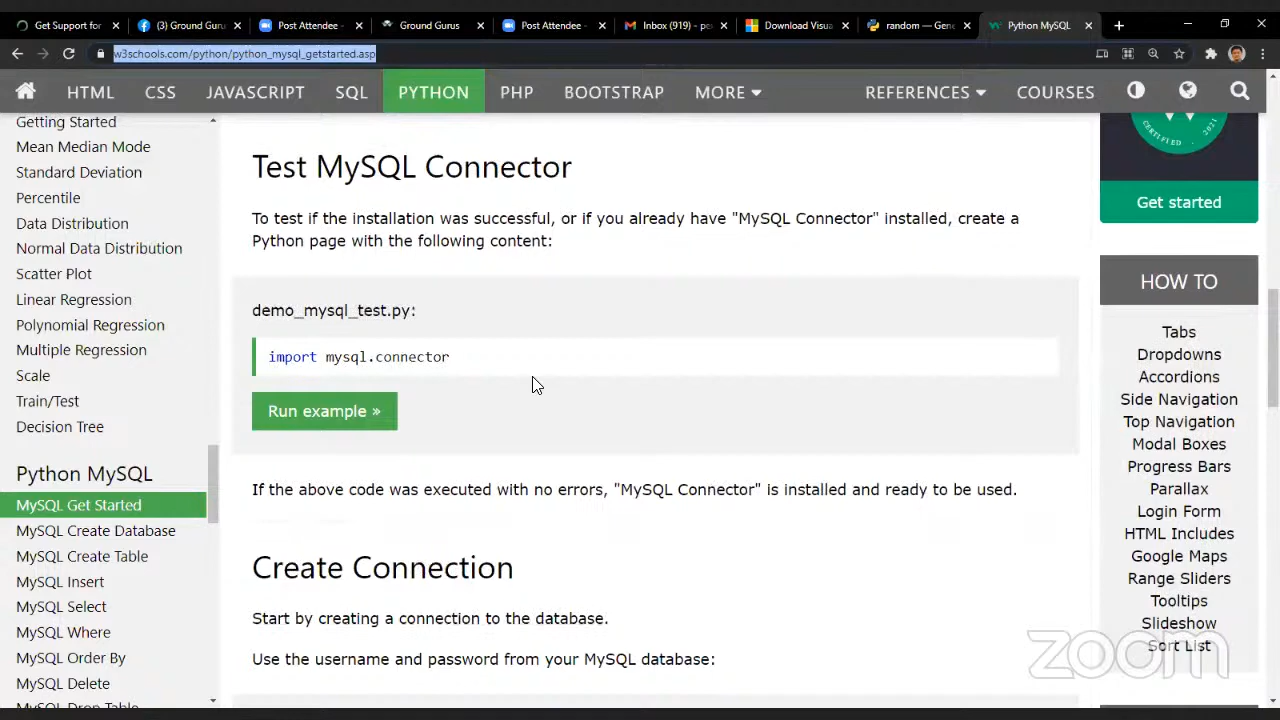 Get Support f
(3) Ground Guru
Post Attendee -
Ground Gurus
Post Attendee -
Inbox (919) - p
Download Visu
random — Gene
Python MySQL
w3schools.com/python/python_mysql_getstarted.asp
HTML
CSS
JAVASCRIPT
SQL
PYTHON
PHP
BOOTSTRAP
MORE
REFERENCES
COURSES
Getting Started
Mean Median Mode
Standard Deviation
Percentile
Data Distribution
Normal Data Distribution
Scatter Plot
Linear Regression
Polynomial Regression
Multiple Regression
Scale
Train/Test
Decision Tree
Python MySQL
MySQL Get Started
MySQL Create Database
MySQL Create Table
MySQL Insert
MySQL Select
MySQL Where
MySQL Order By
MySQL Delete
MySQL Drop Table
Test MySQL Connector
To test if the installation was successful, or if you already have "MySQL Connector" installed, create a
Python page with the following content:
demo_mysql_test.py:
import mysql.connector
Run example »
If the above code was executed with no errors, "MySQL Connector" is installed and ready to be used.
Create Connection
Start by creating a connection to the database.
Use the username and password from your MySQL database:
CERTIFIED . 2021
Get started
HOW TO
Tabs
Dropdowns
Accordions
Side Navigation
Top Navigation
Modal Boxes
Progress Bars
Parallax
Login Form
HTML Includes
Google Maps
Range Sliders
Tooltips
Slideshow
Sort List
zoom